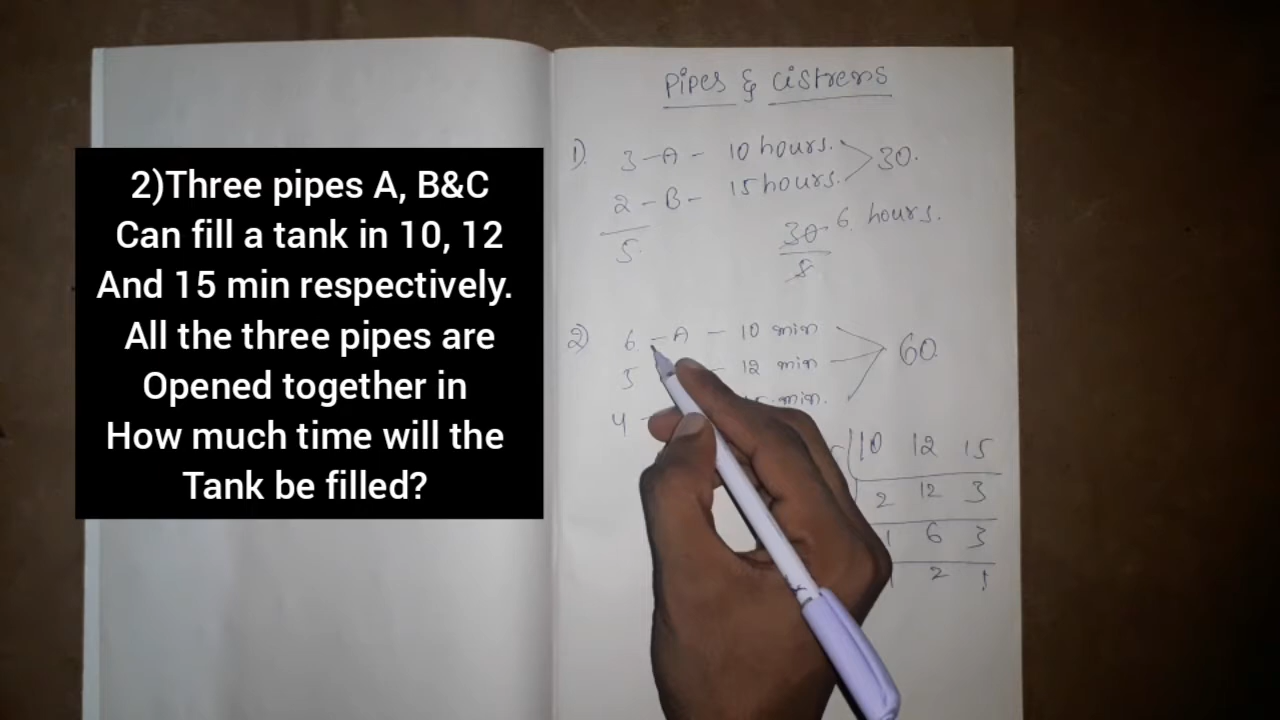 2)Three pipes A, B&C
Can fill a tank in 10, 12
And 15 min respectively.
All the three pipes are
Opened together in
How much time will the
Tank be filled?
Pipes & Cistrens
1) 3 - A - 10 hours. 30.
2 - B - 15 hours.
5
30 6 hours.
5
2) 6 - A - 10 min 60
5 - 12 min
4 - min.
10 12 15
2 12 3
1 6 3
2 1